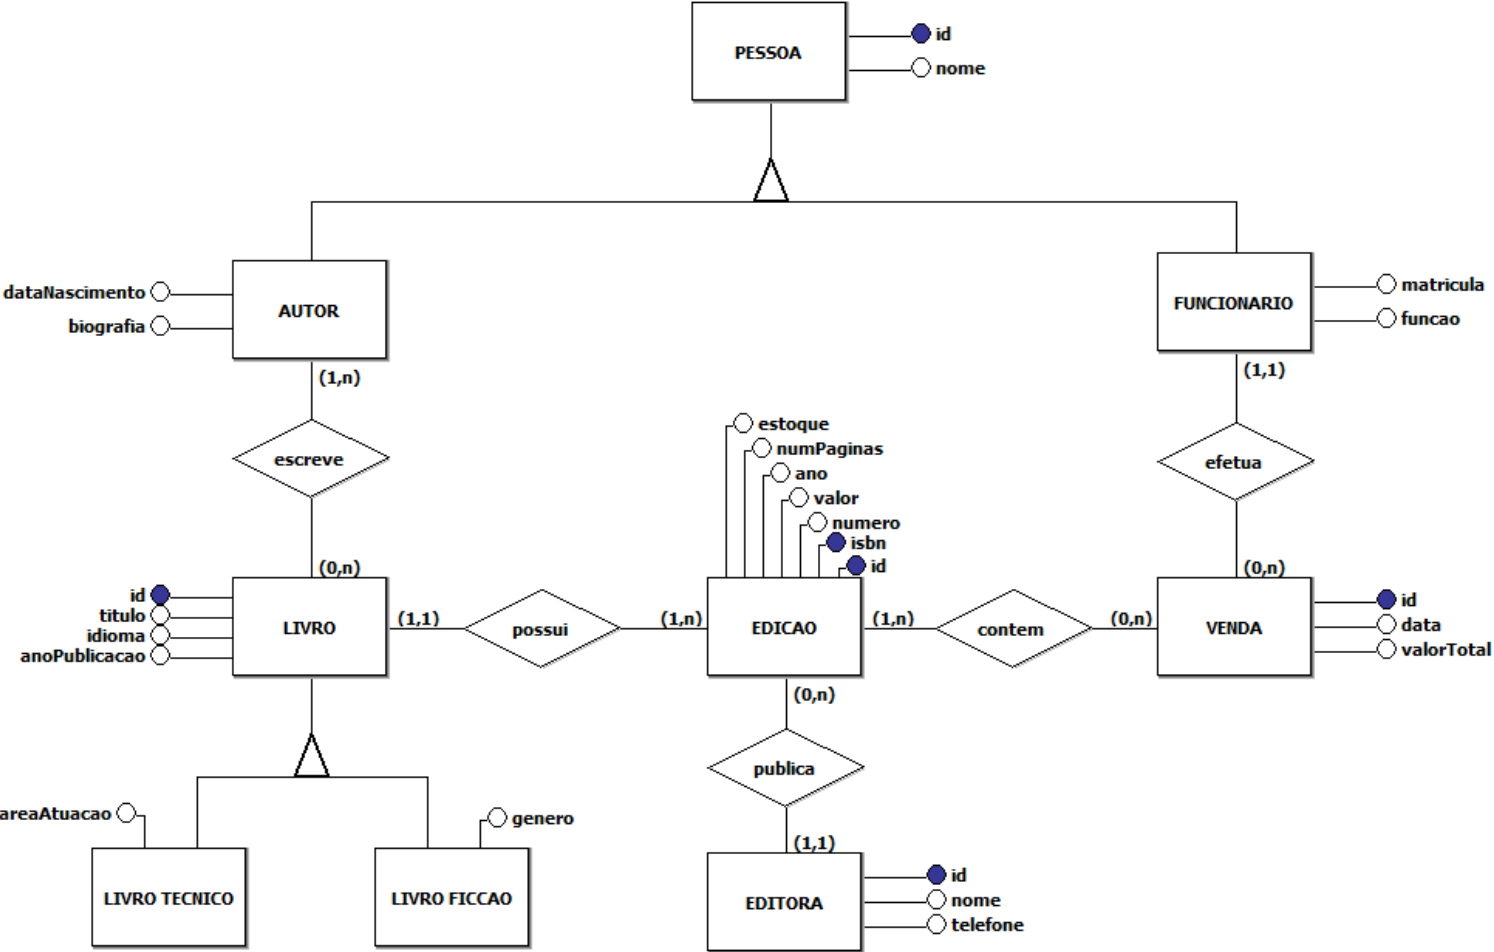 PESSOA
id
nome
AUTOR
dataNascimento
biografia
FUNCIONARIO
matricula
funcao
(1,n)
(1,1)
escreve
efetua
estoque
numPaginas
ano
valor
numero
isbn
id
(0,n)
(0,n)
id
titulo
idioma
anoPublicacao
LIVRO
(1,1)
possui
(1,n)
EDICAO
(1,n)
contem
(0,n)
VENDA
id
data
valorTotal
(0,n)
publica
(1,1)
areaAtuacao
genero
LIVRO TECNICO
LIVRO FICCAO
EDITORA
id
nome
telefone